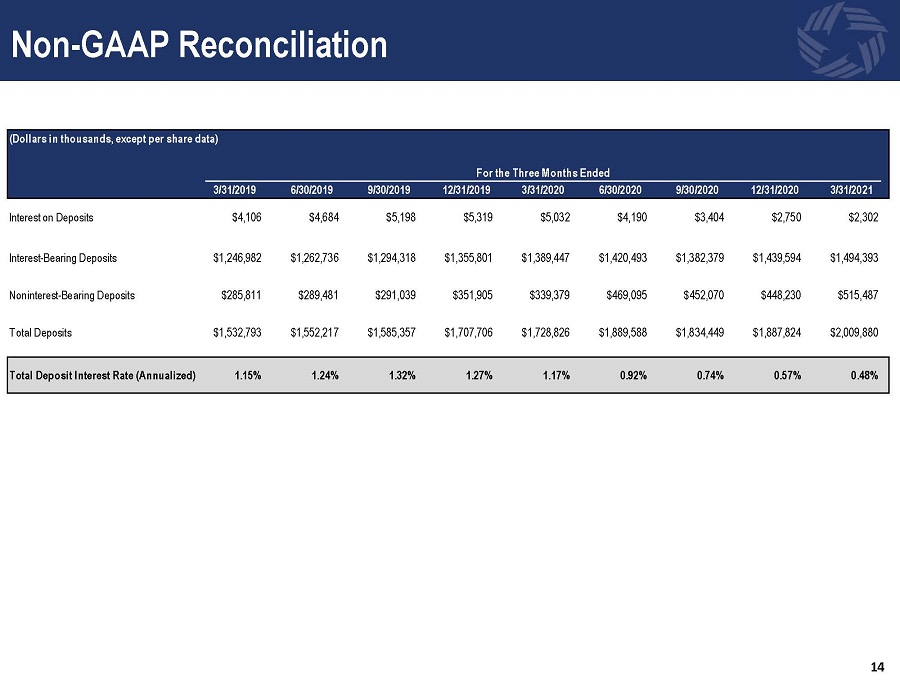 Non-GAAP Reconciliation
(Dollars in thousands, except per share data)
For the Three Months Ended
3/31/2019 6/30/2019 9/30/2019 12/31/2019 3/31/2020 6/30/2020 9/30/2020 12/31/2020 3/31/2021
Interest on Deposits $4,106 $4,684 $5,198 $5,319 $5,032 $4,190 $3,404 $2,750 $2,302
Interest-Bearing Deposits $1,246,982 $1,262,736 $1,294,318 $1,355,801 $1,389,447 $1,420,493 $1,382,379 $1,439,594 $1,494,393
Noninterest-Bearing Deposits $285,811 $289,481 $291,039 $351,905 $339,379 $469,095 $452,070 $448,230 $515,487
Total Deposits $1,532,793 $1,552,217 $1,585,357 $1,707,706 $1,728,826 $1,889,588 $1,834,449 $1,887,824 $2,009,880
Total Deposit Interest Rate (Annualized) 1.15% 1.24% 1.32% 1.27% 1.17% 0.92% 0.74% 0.57% 0.48%
14